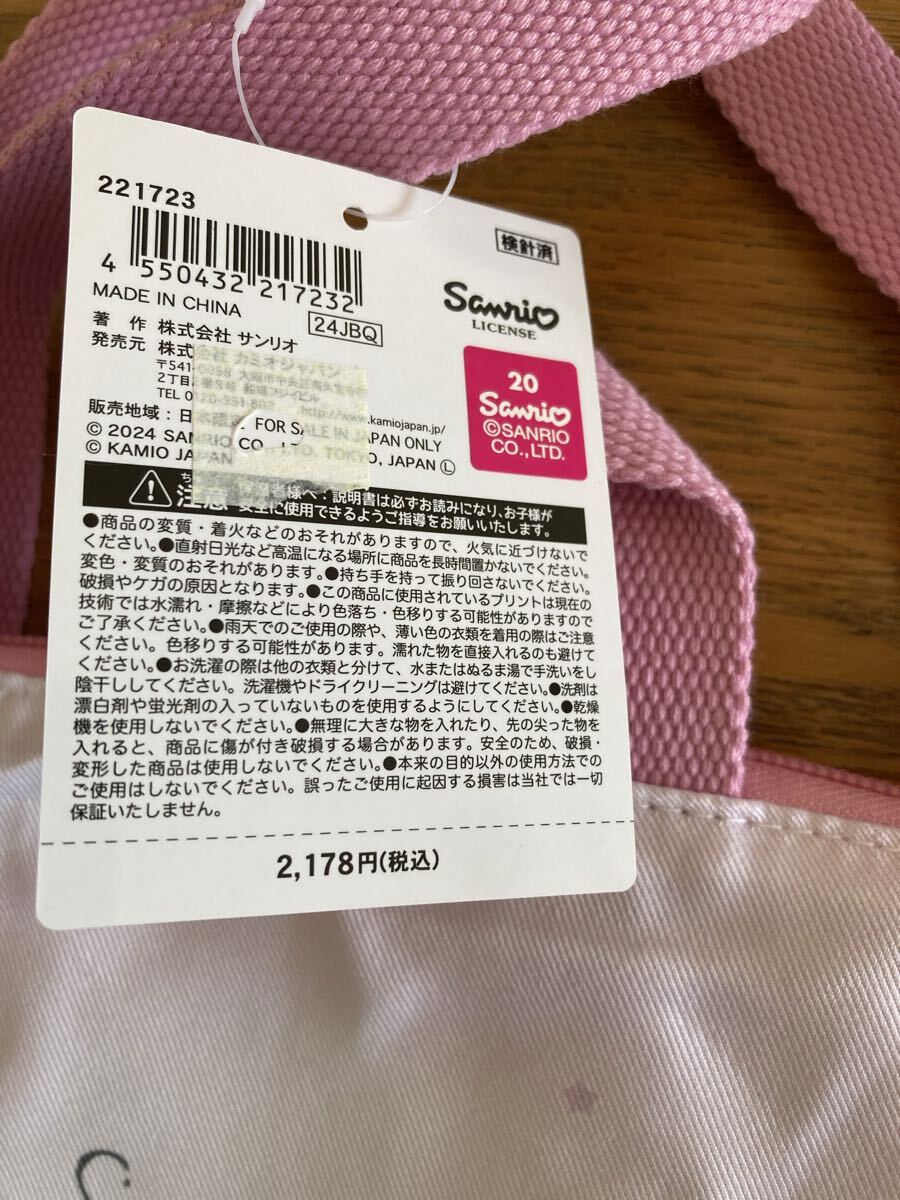 221723
検針済
4 550432 217232
MADE IN CHINA
24JBQ
Sanrio
LICENSE
著 作 株式会社 サンリオ
発売元 株式会社 カミオジャパン
2丁目
TEL 0120-951-
http://www.kamiojapan.jp/
販売地域：日本限定 FOR SALE IN JAPAN ONLY
© 2024 SANRIO CO., LTD. TOKYO, JAPAN Ⓛ
© KAMIO JAPAN
20
Sanrio
©SANRIO
CO.,LTD.
注意
：説明書は必ずお読みになり、お子様が
安全に使用できるようご指導をお願いいたします。
●商品の変質・着火などのおそれがありますので、火気に近づけないで
ください。●直射日光など高温になる場所に商品を長時間置かないでください。
変色・変質のおそれがあります。●持ち手を持って振り回さないでください。
破損やケガの原因となります。●この商品に使用されているプリントは現在の
技術では水濡れ・摩擦などにより色落ち・色移りする可能性がありますので
ご了承ください。●雨天でのご使用の際や、薄い色の衣類を着用の際はご注意
ください。色移りする可能性があります。濡れた物を直接入れるのも避けて
ください。●お洗濯の際は他の衣類と分けて、水またはぬるま湯で手洗いをし
陰干ししてください。洗濯機やドライクリーニングは避けてください。●洗剤は
漂白剤や蛍光剤の入っていないものを使用するようにしてください。●乾燥
機を使用しないでください。●無理に大きな物を入れたり、先の尖った物を
入れると、商品に傷が付き破損する場合があります。安全のため、破損・
変形した商品は使用しないでください。●本来の目的以外の使用方法での
ご使用はしないでください。誤ったご使用に起因する損害は当社では一切
保証いたしません。
2,178円(税込)